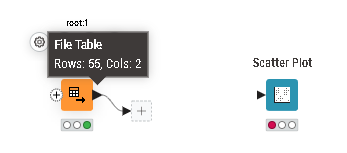 root:1
File Table
Rows: 55, Cols: 2
Scatter Plot